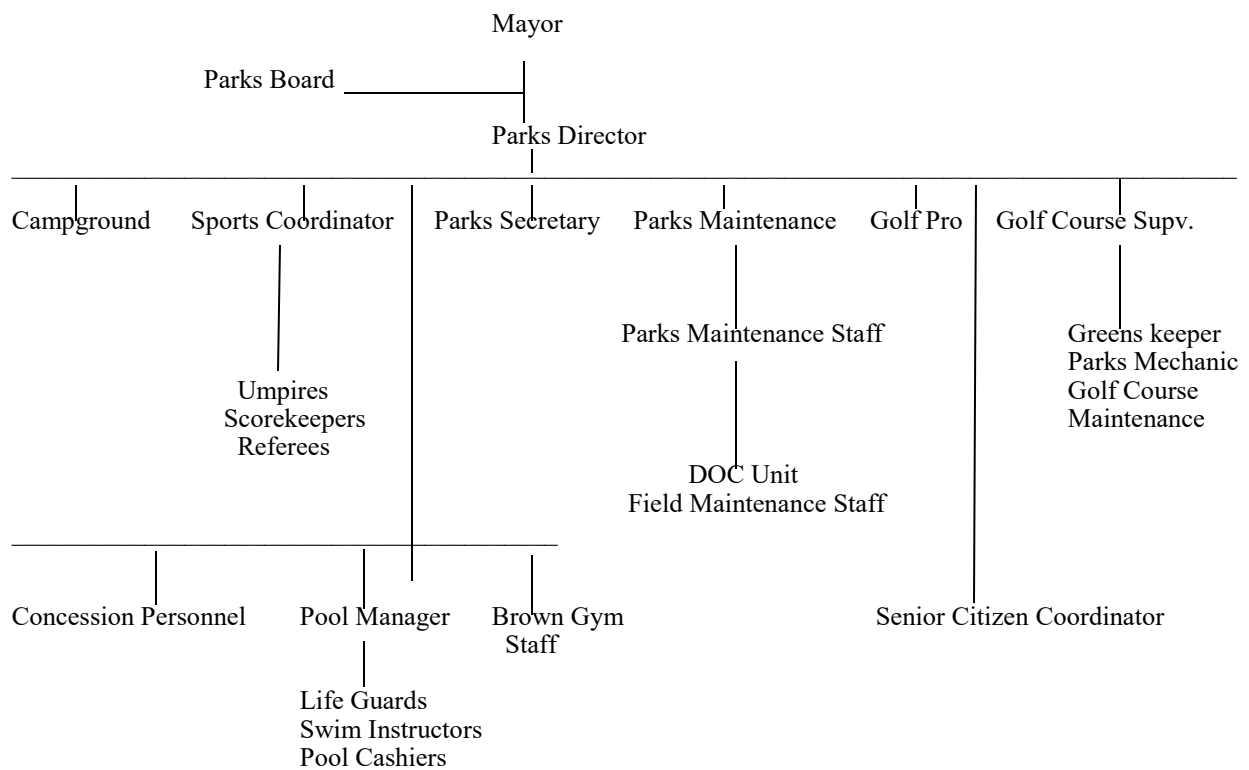 Mayor
Parks Board
Parks Director
Campground Sports Coordinator Parks Secretary Parks Maintenance Golf Pro Golf Course Supv.
Parks Maintenance Staff
Greens keeper
Parks Mechanic
Golf Course
Maintenance
Umpires
Scorekeepers
Referees
DOC Unit
Field Maintenance Staff
Concession Personnel Pool Manager Brown Gym Senior Citizen Coordinator
Staff
Life Guards
Swim Instructors
Pool Cashiers